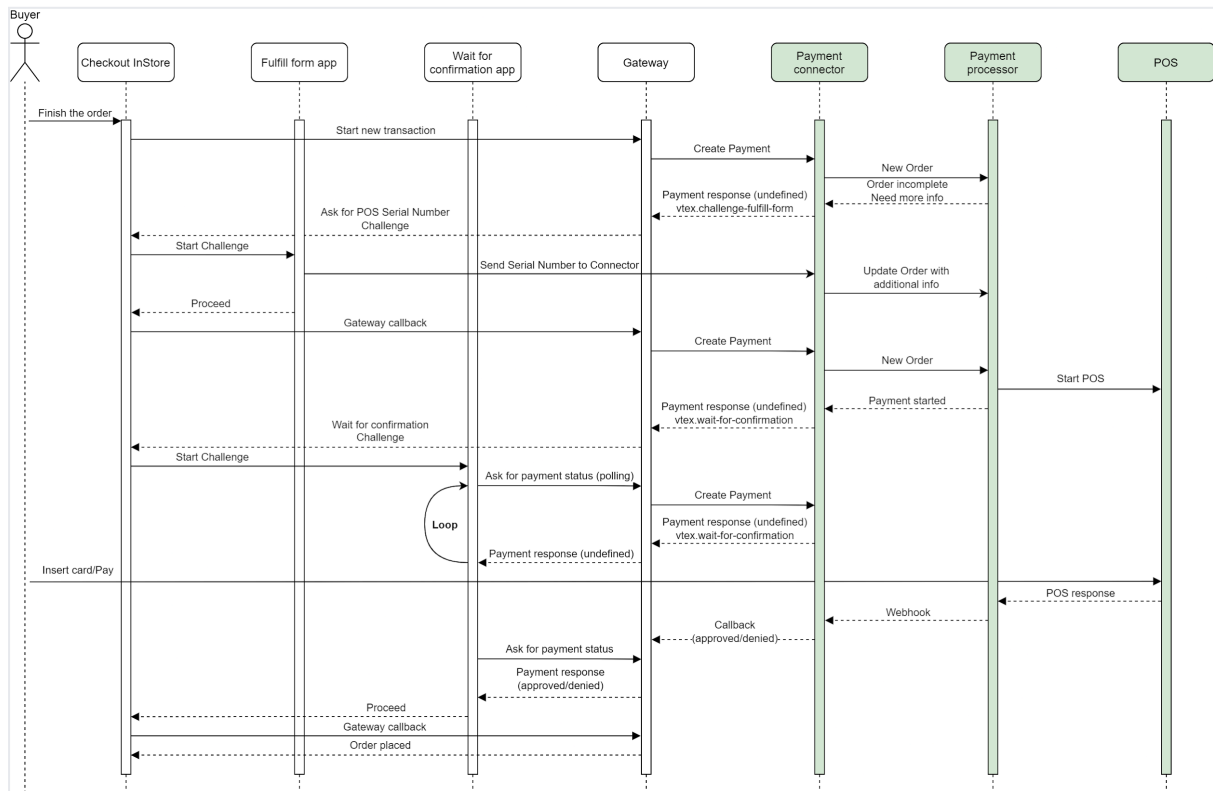 Buyer
Checkout InStore
Fulfill form app
Wait for
confirmation app
Gateway
Payment
connector
Payment
processor
POS
Finish the order
Start new transaction
Create Payment
New Order
Order incomplete
Need more info
Payment response (undefined)
vtex.challenge-fulfill-form
Ask for POS Serial Number
Challenge
Start Challenge
Send Serial Number to Connector
Update Order with
additional info
Proceed
Gateway callback
Create Payment
New Order
Start POS
Payment started
Payment response (undefined)
vtex.wait-for-confirmation
Wait for confirmation
Challenge
Start Challenge
Ask for payment status (polling)
Create Payment
Loop
Payment response (undefined)
vtex.wait-for-confirmation
Payment response (undefined)
Insert card/Pay
POS response
Webhook
Callback
(approved/denied)
Ask for payment status
Payment response
(approved/denied)
Proceed
Gateway callback
Order placed